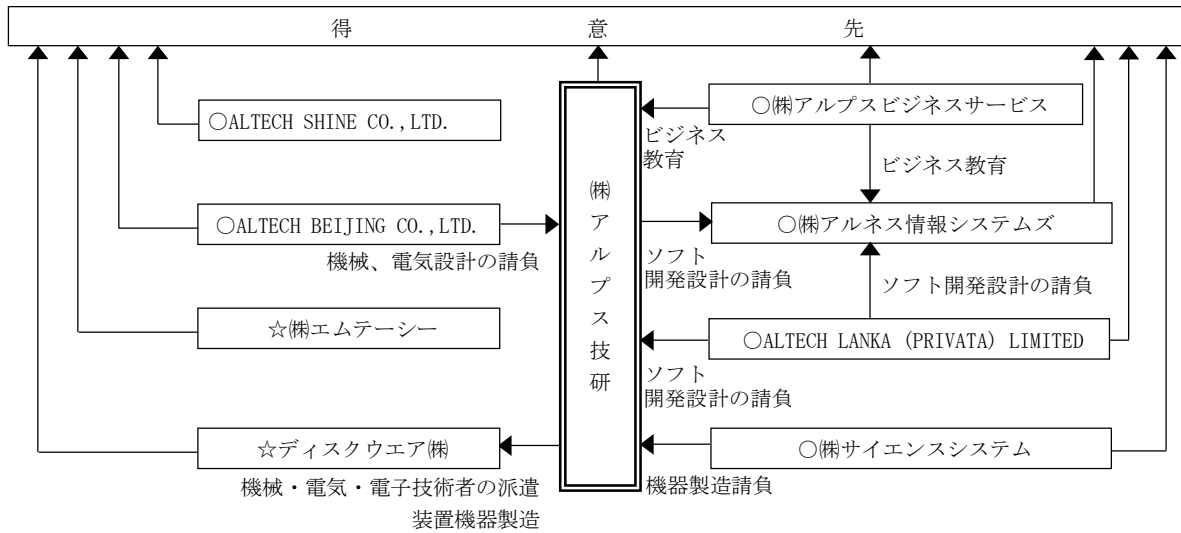 得意先
○ALTECH SHINE CO.,LTD.
○㈱アルプスビジネスサービス
ビジネス
教育
ビジネス教育
㈱アルプス技研
○ALTECH BEIJING CO.,LTD.
機械、電気設計の請負
○㈱アルネス情報システムズ
ソフト
開発設計の請負
ソフト開発設計の請負
☆㈱エムテーシー
○ALTECH LANKA (PRIVATA) LIMITED
ソフト
開発設計の請負
☆ディスクウエア㈱
機械・電気・電子技術者の派遣
装置機器製造
○㈱サイエンスシステム
機器製造請負